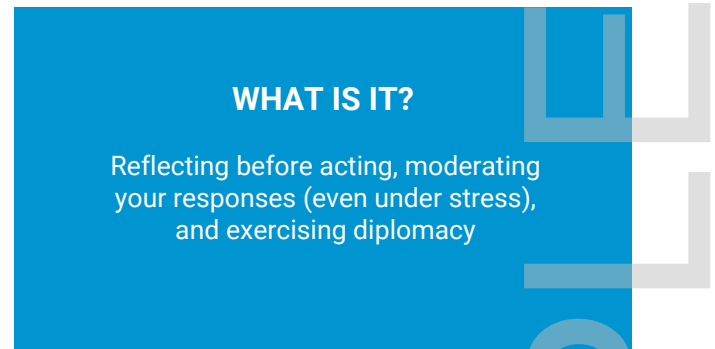 WHAT IS IT?
Reflecting before acting, moderating
your responses (even under stress),
and exercising diplomacy